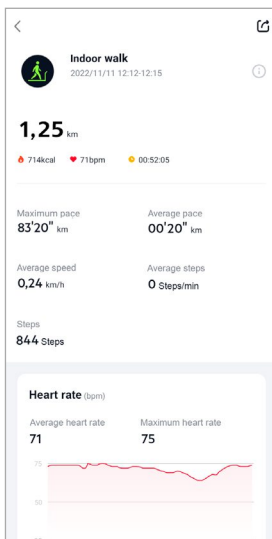 Indoor walk
2022/11/11 12:12-12:15
1,25 km
714kcal 71bpm 00:52:05
Maximum pace Average pace
83'20" km 00'20" km
Average speed Average steps
0,24 km/h 0 Steps/min
Steps
844 Steps
Heart rate (bpm)
Average heart rate Maximum heart rate
71 75
75
50